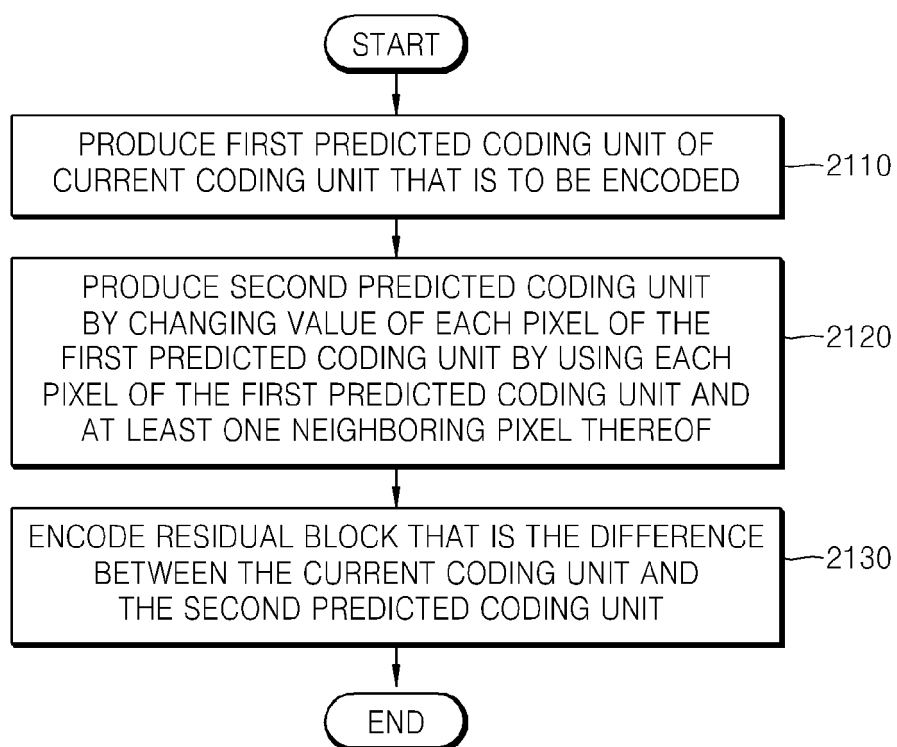 START
PRODUCE FIRST PREDICTED CODING UNIT OF
CURRENT CODING UNIT THAT IS TO BE ENCODED
2110
PRODUCE SECOND PREDICTED CODING UNIT
BY CHANGING VALUE OF EACH PIXEL OF THE
FIRST PREDICTED CODING UNIT BY USING EACH
PIXEL OF THE FIRST PREDICTED CODING UNIT AND
AT LEAST ONE NEIGHBORING PIXEL THEREOF
2120
ENCODE RESIDUAL BLOCK THAT IS THE DIFFERENCE
BETWEEN THE CURRENT CODING UNIT AND
THE SECOND PREDICTED CODING UNIT
2130
END